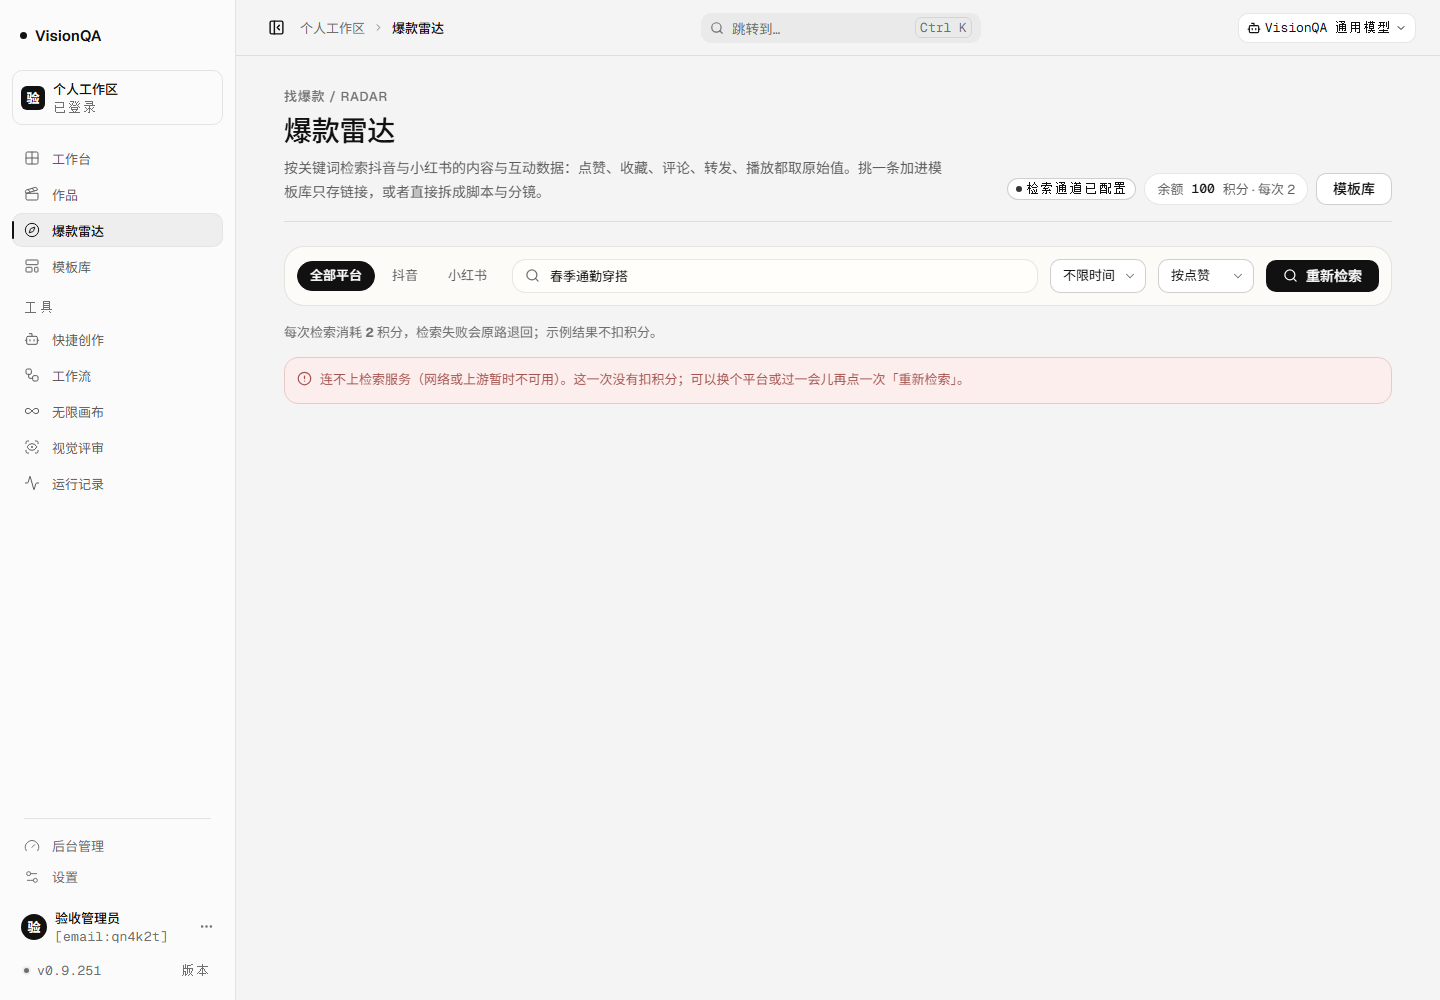 VisionQA
验
个人工作区
已登录
工作台
作品
爆款雷达
模板库
工具
快捷创作
工作流
无限画布
视觉评审
运行记录
后台管理
设置
验
验收管理员
[email:qn4k2t]
v0.9.251
版本
个人工作区
爆款雷达
跳转到...
Ctrl K
VisionQA 通用模型
找爆款 / RADAR
爆款雷达
按关键词检索抖音与小红书的内容与互动数据：点赞、收藏、评论、转发、播放都取原始值。挑一条加进模
板库只存链接，或者直接拆成脚本与分镜。
检索通道已配置
余额 100 积分 · 每次 2
模板库
全部平台
抖音
小红书
春季通勤穿搭
不限时间
按点赞
重新检索
每次检索消耗 2 积分，检索失败会原路退回；示例结果不扣积分。
连不上检索服务（网络或上游暂时不可用）。这一次没有扣积分；可以换个平台或过一会儿再点一次「重新检索」。